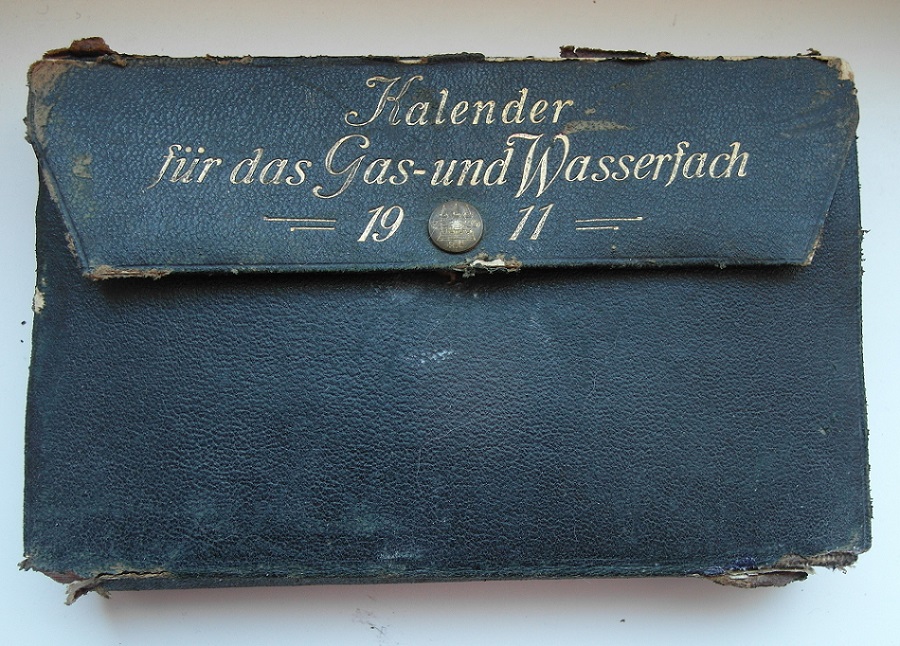 Kalender
für das Gas-und Wasserfach
19 11